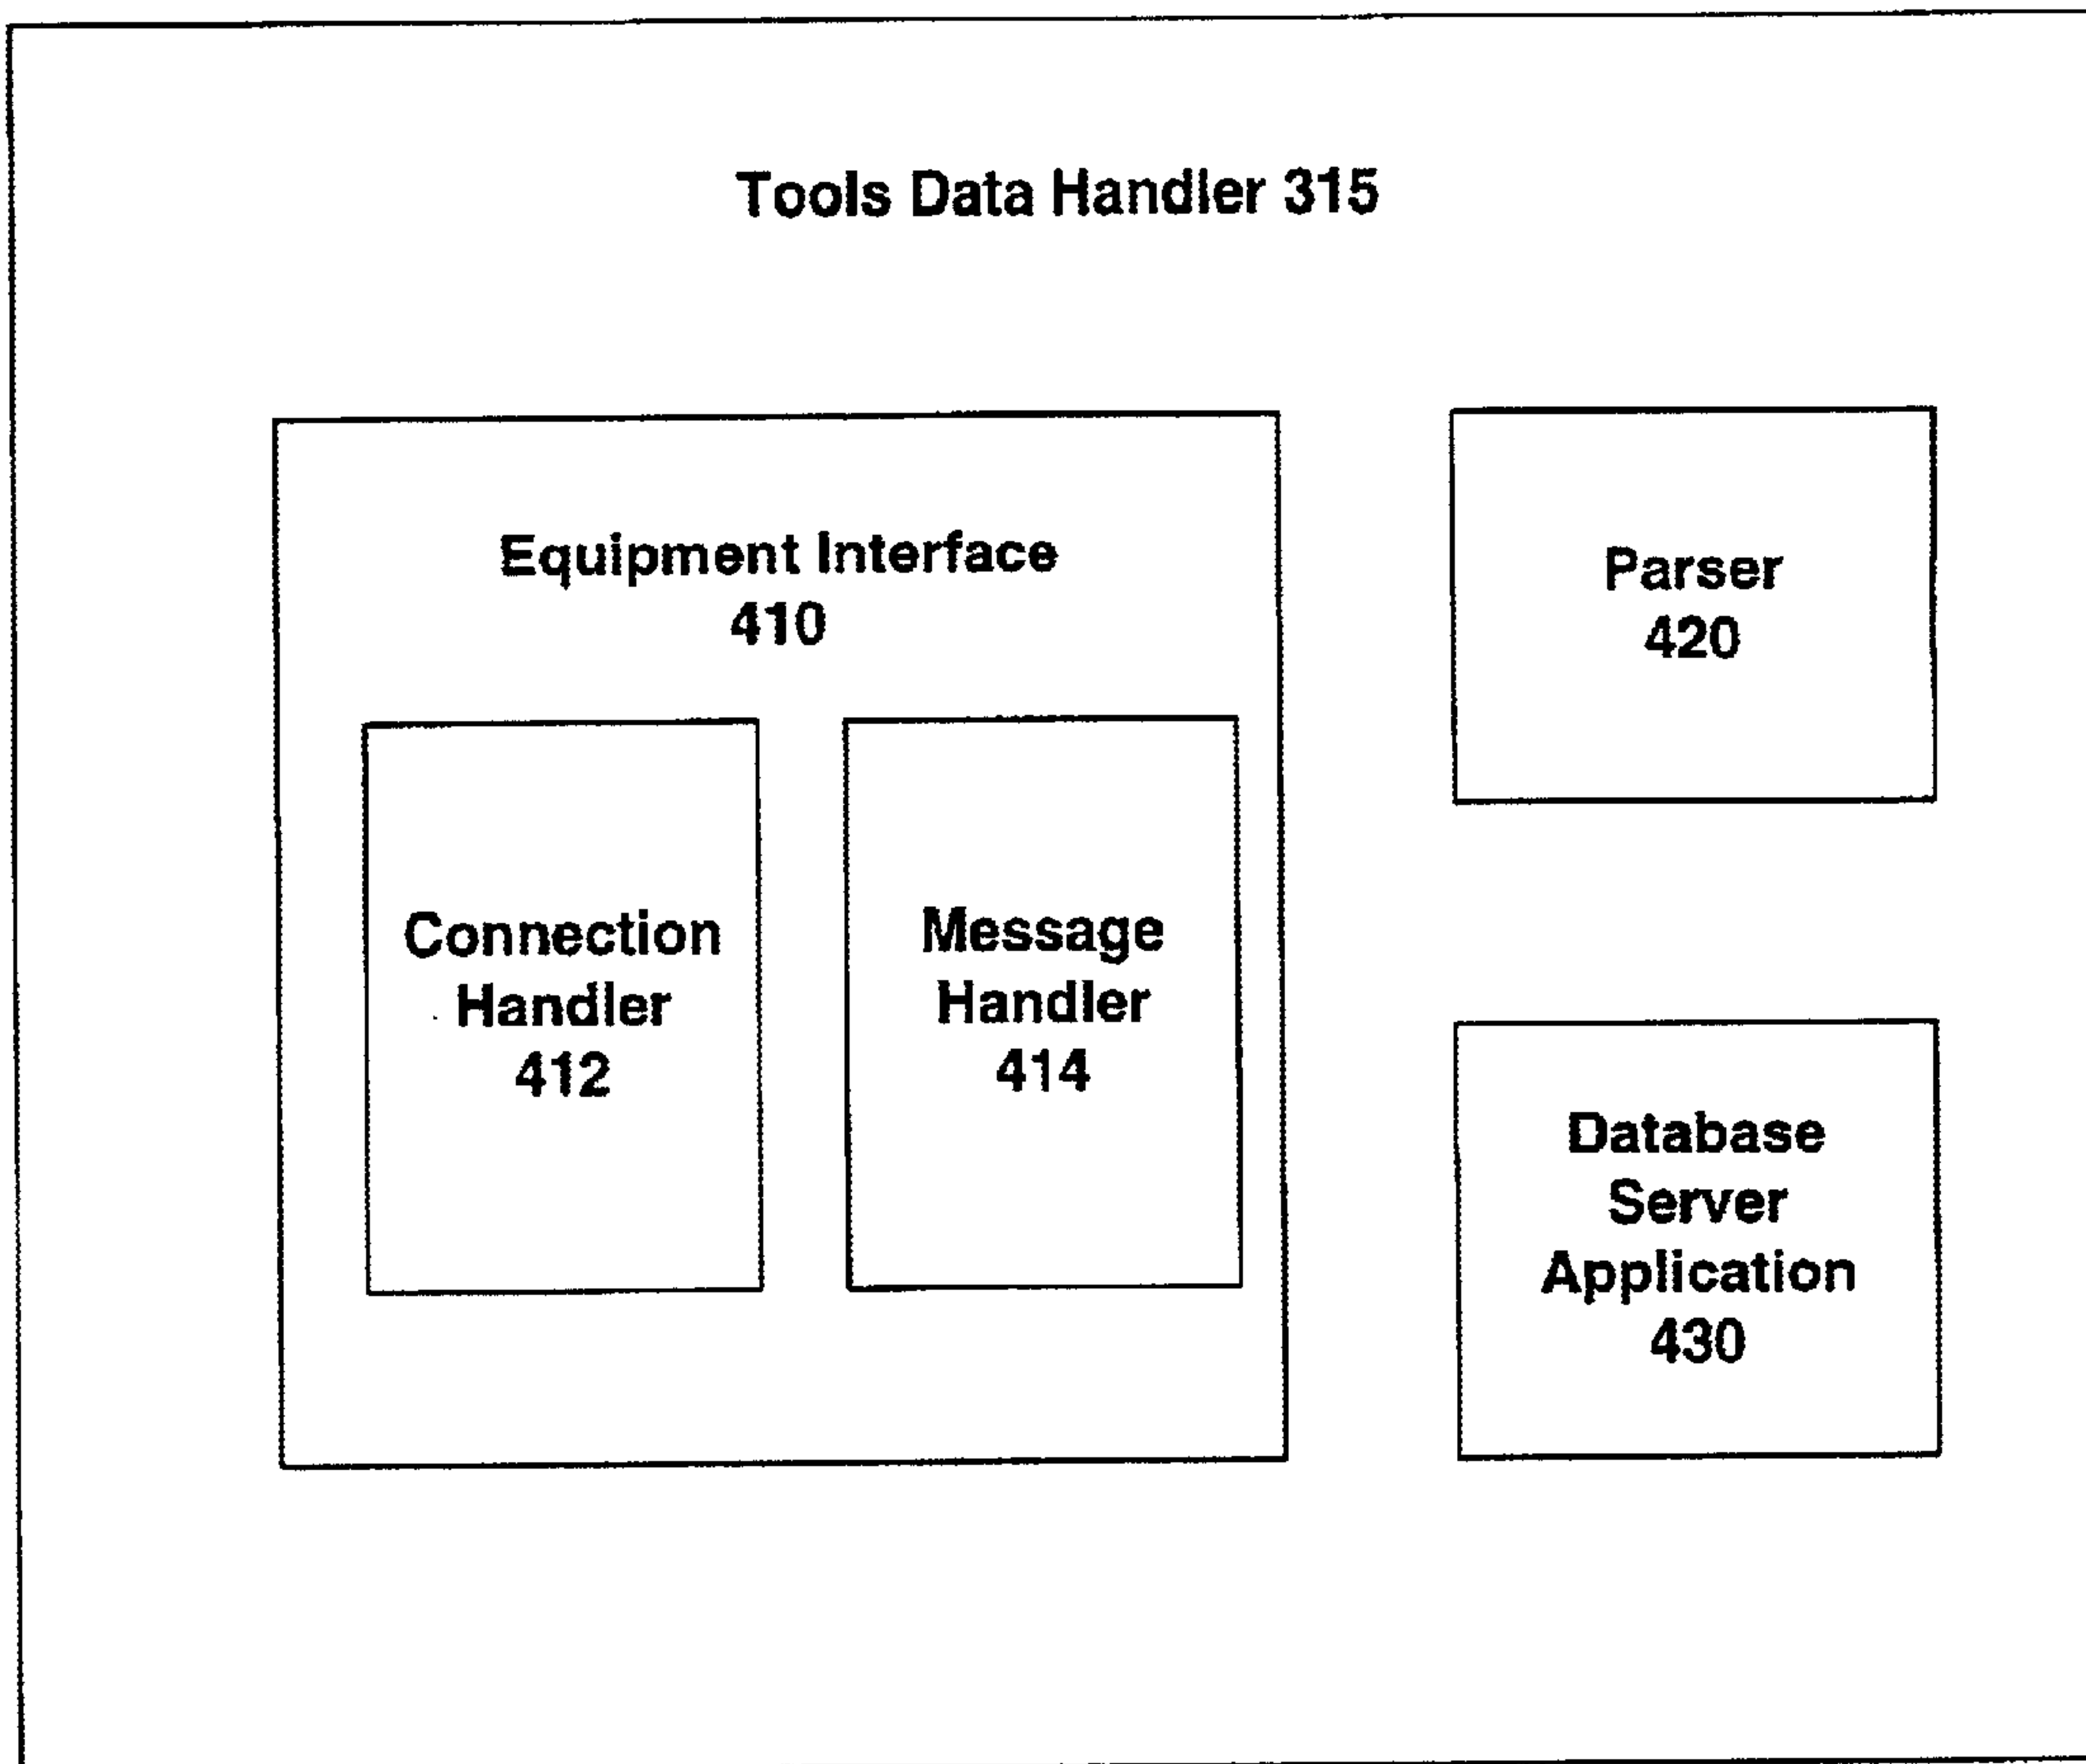 Tools Data Handler 315
Equipment Interface
410
Connection
Handler
412
Message
Handler
414
Parser
420
Database
Server
Application
430